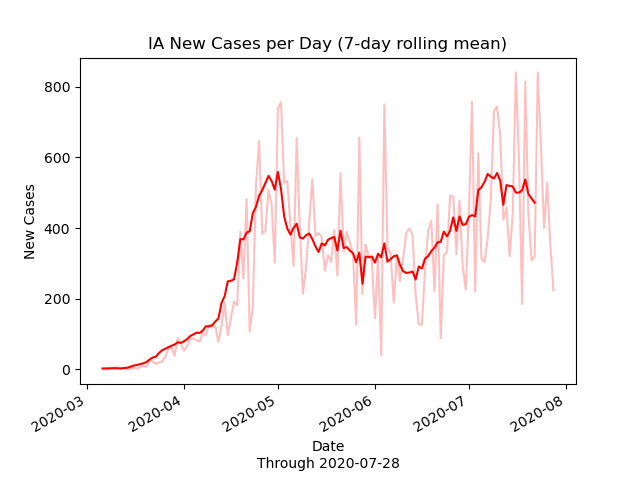 IA New Cases per Day (7-day rolling mean)
800
600
400
200
0
New Cases
2020-03
2020-04
2020-05
2020-06
2020-07
2020-08
Date
Through 2020-07-28